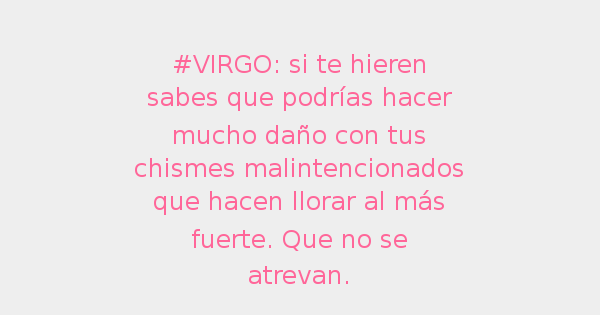 #VIRGO: si te hieren
sabes que podrías hacer
mucho daño con tus
chismes malintencionados
que hacen llorar al más
fuerte. Que no se
atrevan.